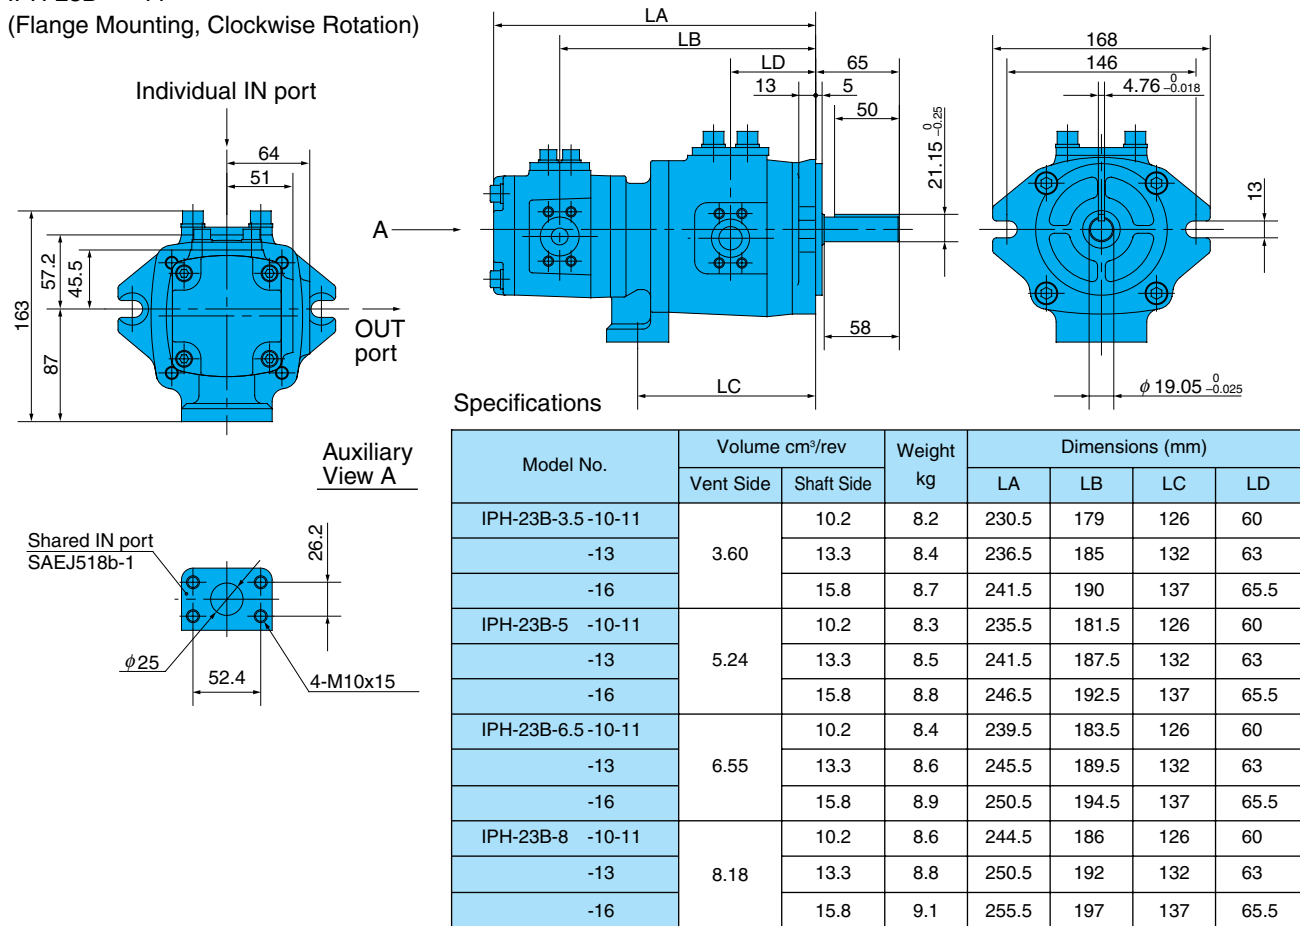 (Flange Mounting, Clockwise Rotation)
Individual IN port
64
51
163
57.2
45.5
87
OUT
port
A
LA
LB
LD
65
13
5
50
21.15 0 -0.25
58
LC
168
146
4.76 0 -0.018
13
φ 19.05 0 -0.025
Auxiliary
View A
Shared IN port
SAEJ518b-1
26.2
φ25
52.4
4-M10x15
Specifications
Model No. Volume cm³/rev Weight kg Dimensions (mm)
Vent Side Shaft Side LA LB LC LD
IPH-23B-3.5 -10-11 3.60 10.2 8.2 230.5 179 126 60
-13 13.3 8.4 236.5 185 132 63
-16 15.8 8.7 241.5 190 137 65.5
IPH-23B-5 -10-11 5.24 10.2 8.3 235.5 181.5 126 60
-13 13.3 8.5 241.5 187.5 132 63
-16 15.8 8.8 246.5 192.5 137 65.5
IPH-23B-6.5 -10-11 6.55 10.2 8.4 239.5 183.5 126 60
-13 13.3 8.6 245.5 189.5 132 63
-16 15.8 8.9 250.5 194.5 137 65.5
IPH-23B-8 -10-11 8.18 10.2 8.6 244.5 186 126 60
-13 13.3 8.8 250.5 192 132 63
-16 15.8 9.1 255.5 197 137 65.5